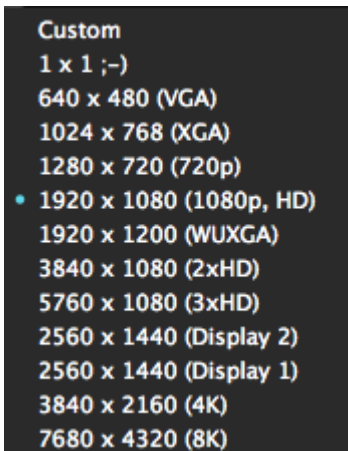 Custom
1 x 1 ;-)
640 x 480 (VGA)
1024 x 768 (XGA)
1280 x 720 (720p)
1920 x 1080 (1080p, HD)
1920 x 1200 (WUXGA)
3840 x 1080 (2xHD)
5760 x 1080 (3xHD)
2560 x 1440 (Display 2)
2560 x 1440 (Display 1)
3840 x 2160 (4K)
7680 x 4320 (8K)